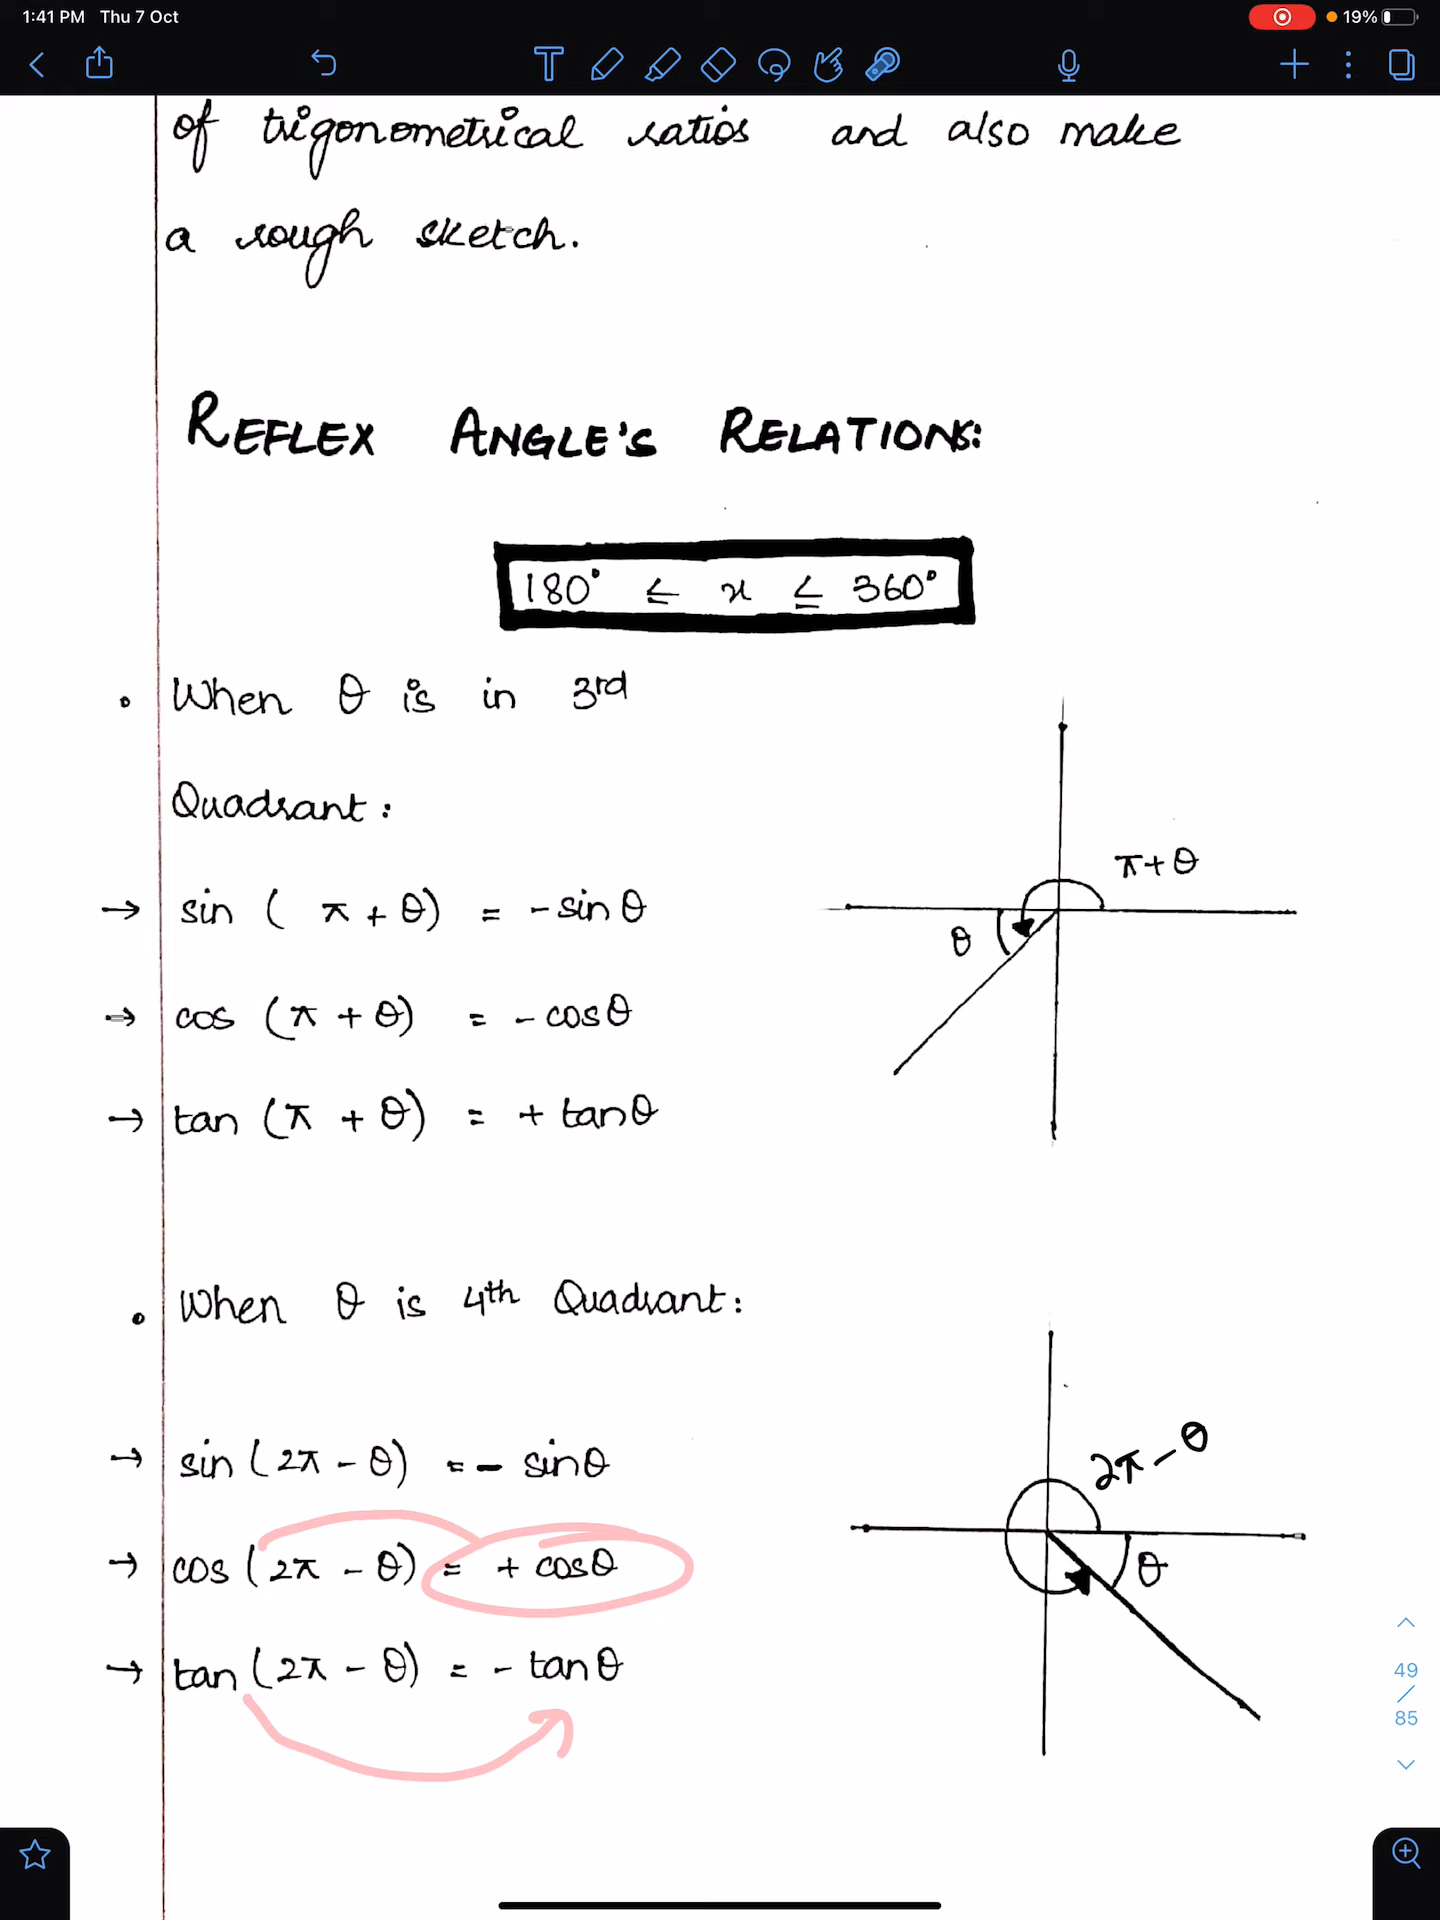 1:41 PM Thu 7 Oct
19%
of trigonometrical ratios and also make
a rough sketch.
REFLEX ANGLE'S RELATIONS:
180° ≤ x ≤ 360°
• When θ is in 3rd
Quadrant:
→ sin ( π + θ) = - sin θ
→ cos (π + θ) = - cos θ
→ tan (π + θ) = + tan θ
π + θ
θ
• When θ is 4th Quadrant:
→ sin (2π - θ) = - sin θ
→ cos (2π - θ) = + cos θ
→ tan (2π - θ) = - tan θ
2π - θ
θ
49
/
85